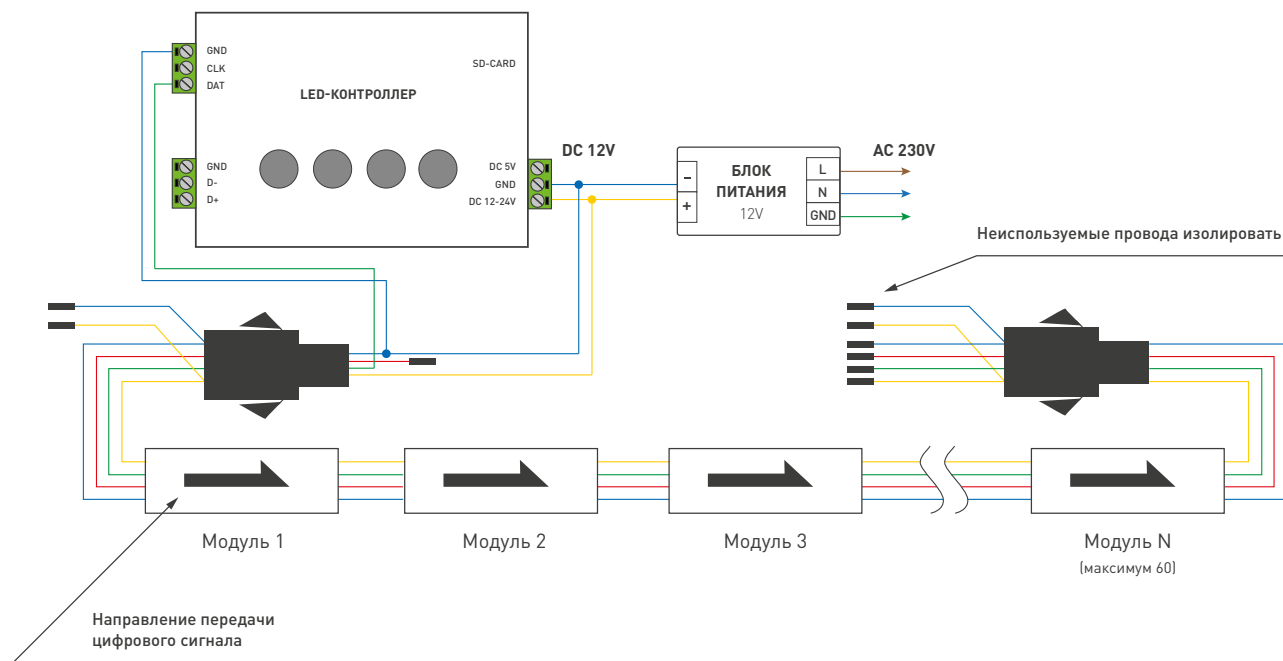 GND
CLK
DAT
SD-CARD
LED-КОНТРОЛЛЕР
GND
D-
D+
DC 5V
GND
DC 12-24V
DC 12V
-
+
БЛОК
ПИТАНИЯ
12V
L
N
GND
AC 230V
Неиспользуемые провода изолировать
Модуль 1
Модуль 2
Модуль 3
Модуль N
(максимум 60)
Направление передачи
цифрового сигнала